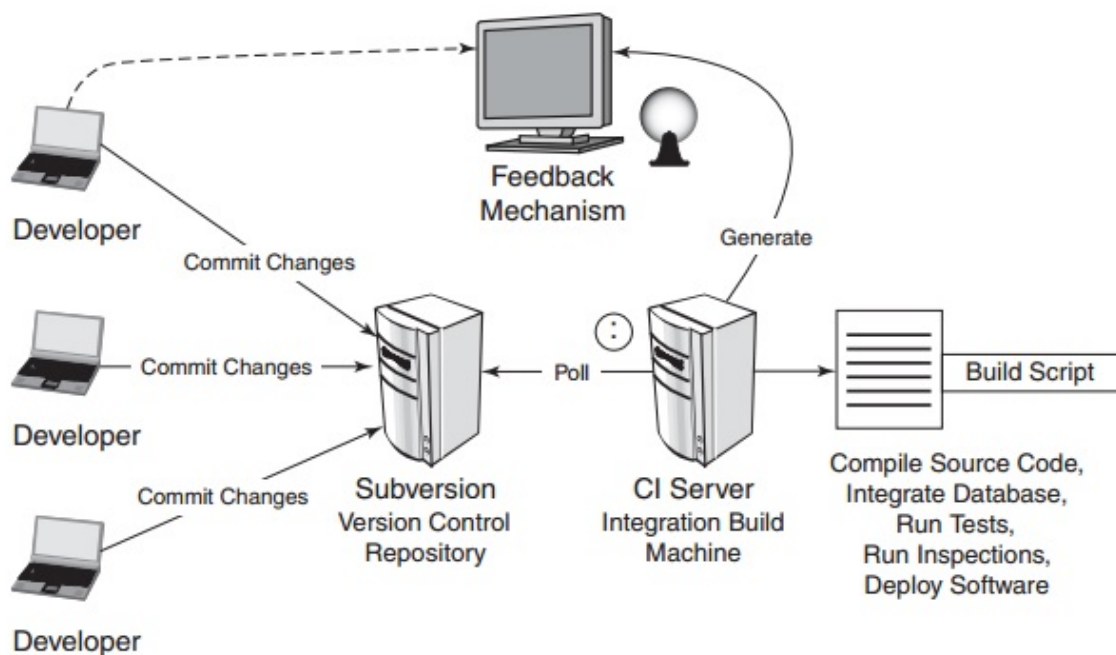 Feedback
Mechanism
Developer
Commit Changes
Generate
Commit Changes
Poll
Build Script
Developer
Commit Changes
Subversion
Version Control
Repository
CI Server
Integration Build
Machine
Compile Source Code,
Integrate Database,
Run Tests,
Run Inspections,
Deploy Software
Developer